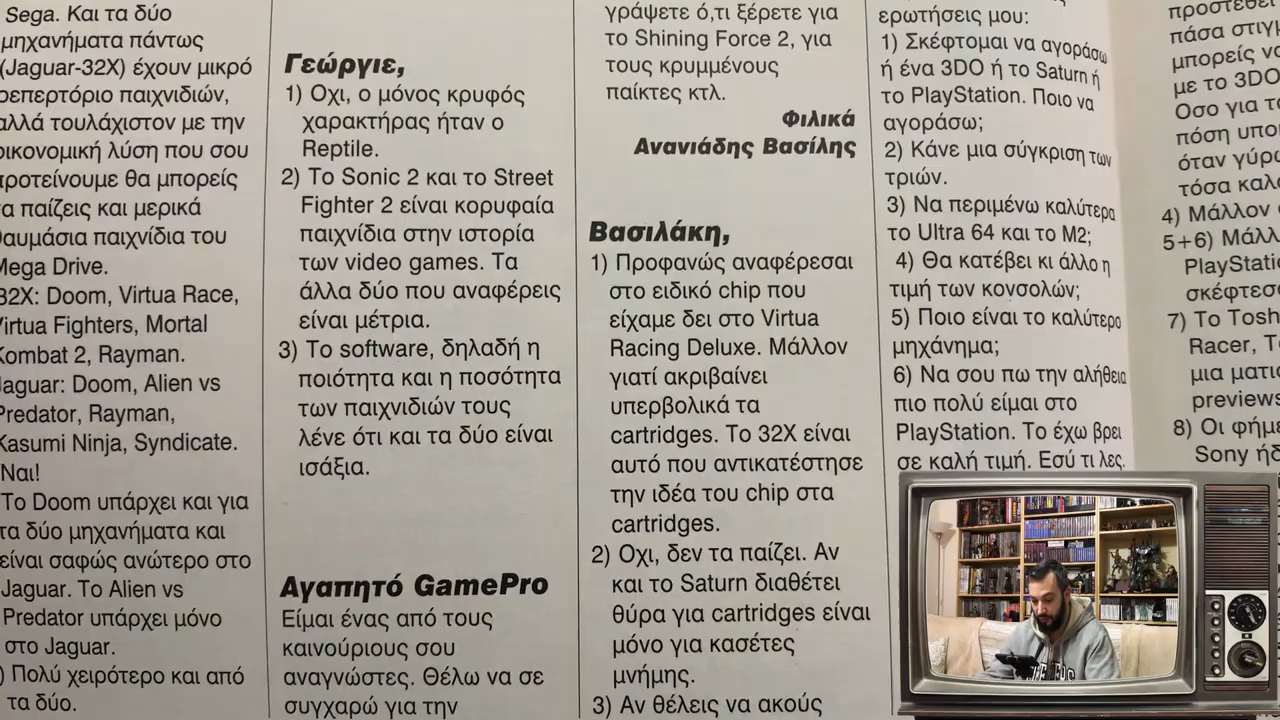 Sega. Και τα δύο
μηχανήματα πάντως
(Jaguar-32X) έχουν μικρό
ρεπερτόριο παιχνιδιών,
αλλά τουλάχιστον με την
οικονομική λύση που σου
προτείνουμε θα μπορείς
να παίζεις και μερικά
θαυμάσια παιχνίδια του
Mega Drive.
32X: Doom, Virtua Race,
Virtua Fighters, Mortal
Kombat 2, Rayman.
Jaguar: Doom, Alien vs
Predator, Rayman,
Kasumi Ninja, Syndicate.
Ναι!
Το Doom υπάρχει και για
τα δύο μηχανήματα και
είναι σαφώς ανώτερο στο
Jaguar. Το Alien vs
Predator υπάρχει μόνο
στο Jaguar.
) Πολύ χειρότερο και από
τα δύο.
Γεώργιε,
1) Οχι, ο μόνος κρυφός
χαρακτήρας ήταν ο
Reptile.
2) Το Sonic 2 και το Street
Fighter 2 είναι κορυφαία
παιχνίδια στην ιστορία
των video games. Τα
άλλα δύο που αναφέρεις
είναι μέτρια.
3) Το software, δηλαδή η
ποιότητα και η ποσότητα
των παιχνιδιών τους
λένε ότι και τα δύο είναι
ισάξια.
Αγαπητό GamePro
Είμαι ένας από τους
καινούριους σου
αναγνώστες. Θέλω να σε
συγχαρώ για την
γράψετε ό,τι ξέρετε για
το Shining Force 2, για
τους κρυμμένους
παίκτες κτλ.
Φιλικά
Ανανιάδης Βασίλης
Βασιλάκη,
1) Προφανώς αναφέρεσαι
στο ειδικό chip που
είχαμε δει στο Virtua
Racing Deluxe. Μάλλον
γιατί ακριβαίνει
υπερβολικά τα
cartridges. Το 32X είναι
αυτό που αντικατέστησε
την ιδέα του chip στα
cartridges.
2) Οχι, δεν τα παίζει. Αν
και το Saturn διαθέτει
θύρα για cartridges είναι
μόνο για κασέτες
μνήμης.
3) Αν θέλεις να ακούς
ερωτήσεις μου:
1) Σκέφτομαι να αγοράσω
ή ένα 3DO ή το Saturn ή
το PlayStation. Ποιο να
αγοράσω;
2) Κάνε μια σύγκριση των
τριών.
3) Να περιμένω καλύτερα
το Ultra 64 και το M2;
4) Θα κατέβει κι άλλο η
τιμή των κονσολών;
5) Ποιο είναι το καλύτερο
μηχάνημα;
6) Να σου πω την αλήθεια
πιο πολύ είμαι στο
PlayStation. Το έχω βρει
σε καλή τιμή. Εσύ τι λες.
προστεθεί
πάσα στιγμ
μπορείς να
με το 3DO
Οσο για τ
πόση υπο
όταν γύρω
τόσα καλ
4) Μάλλον
5+6) Μάλλ
PlayStatio
σκέφτεσ
7) Το Tosh
Racer, T
μια ματι
previews
8) Οι φήμε
Sony ήδ